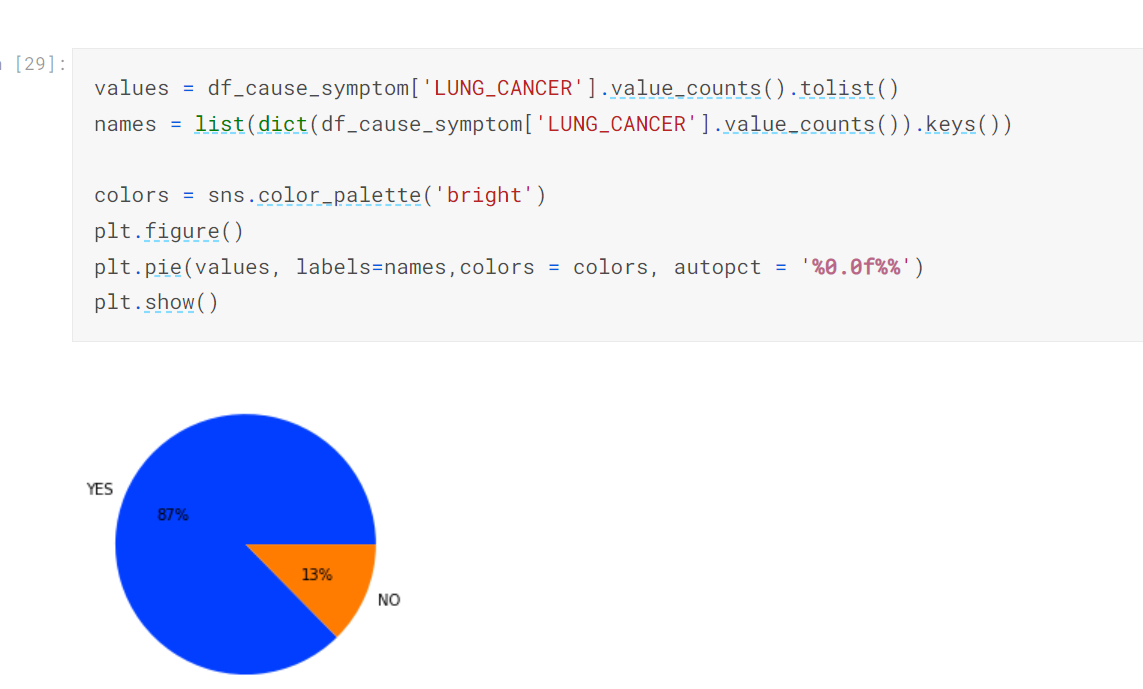 [29]:
values = df_cause_symptom['LUNG_CANCER'].value_counts().tolist()
names = list(dict(df_cause_symptom['LUNG_CANCER'].value_counts()).keys())
colors = sns.color_palette('bright')
plt.figure()
plt.pie(values, labels=names,colors = colors, autopct = '%0.0f%%')
plt.show()
YES
87%
13%
NO